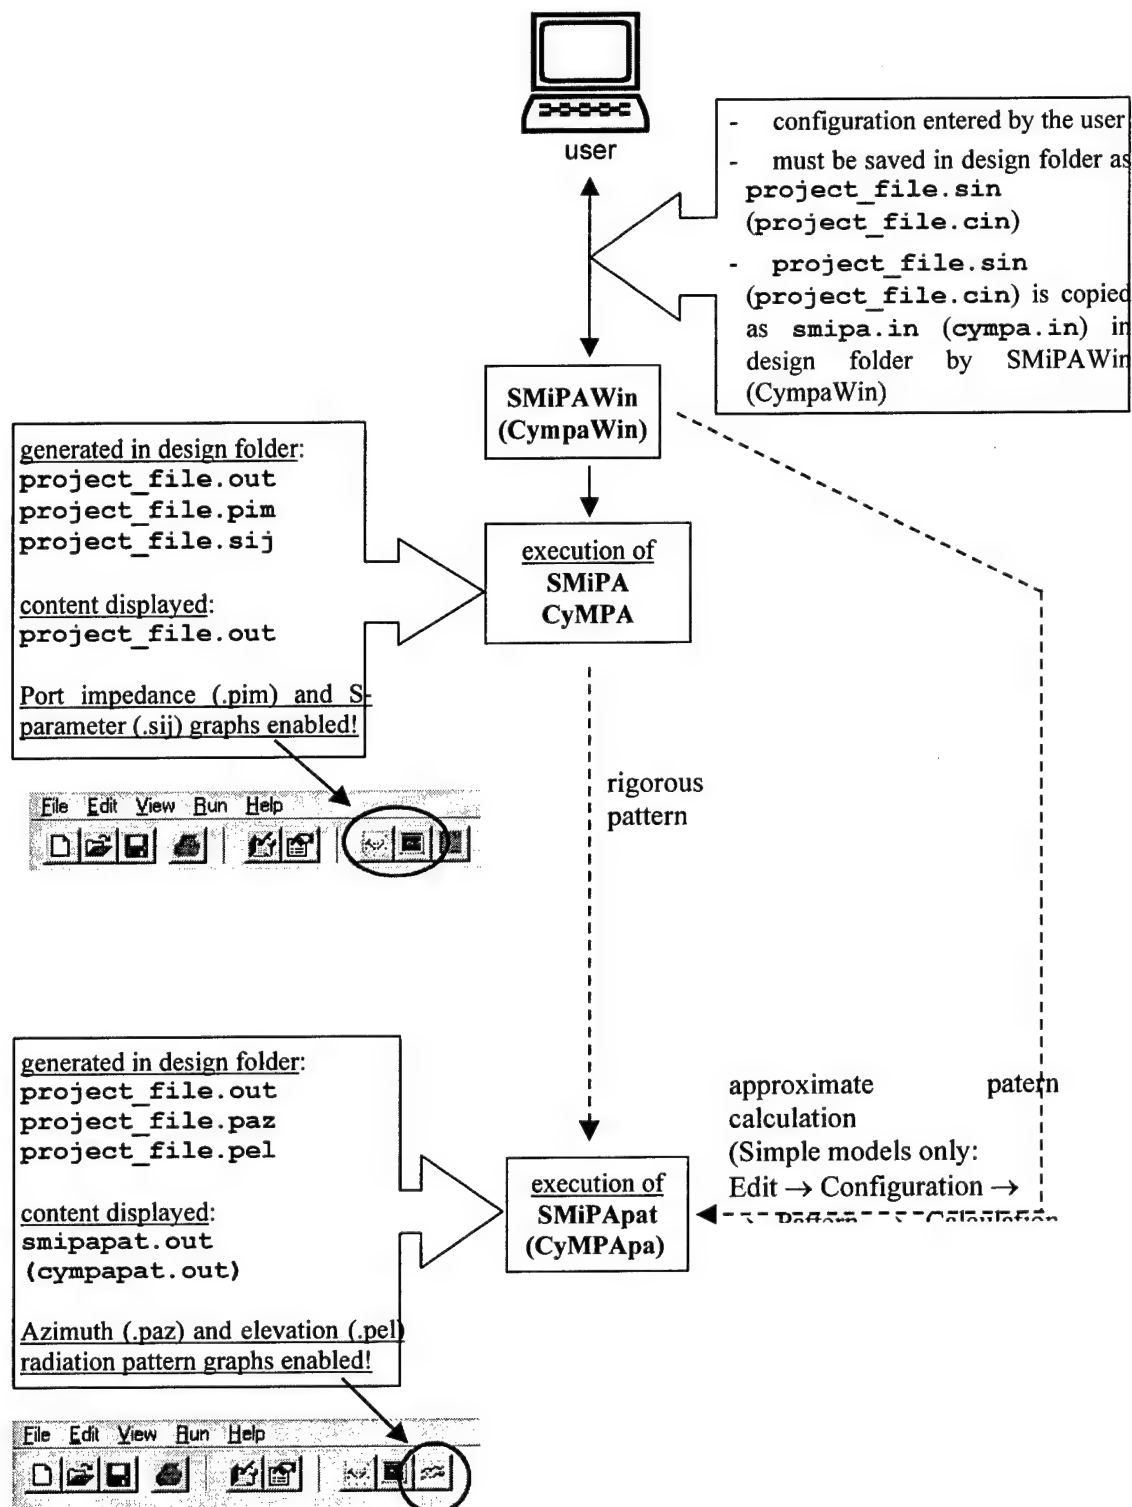 user
- configuration entered by the user
- must be saved in design folder as
project_file.sin
(project_file.cin)
- project_file.sin
(project_file.cin) is copied
as smipa.in (cympa.in) in
design folder by SMiPAWin
(CympaWin)
SMiPAWin
(CympaWin)
generated in design folder:
project_file.out
project_file.pim
project_file.sij
content displayed:
project_file.out
Port impedance (.pim) and S-
parameter (.sij) graphs enabled!
execution of
SMiPA
CyMPA
File Edit View Run Help
rigorous
pattern
generated in design folder:
project_file.out
project_file.paz
project_file.pel
content displayed:
smipapat.out
(cympapat.out)
Azimuth (.paz) and elevation (.pel)
radiation pattern graphs enabled!
execution of
SMiPApat
(CyMPApa)
approximate patern
calculation
(Simple models only:
Edit → Configuration →
→ Pattern → Calculation
File Edit View Run Help